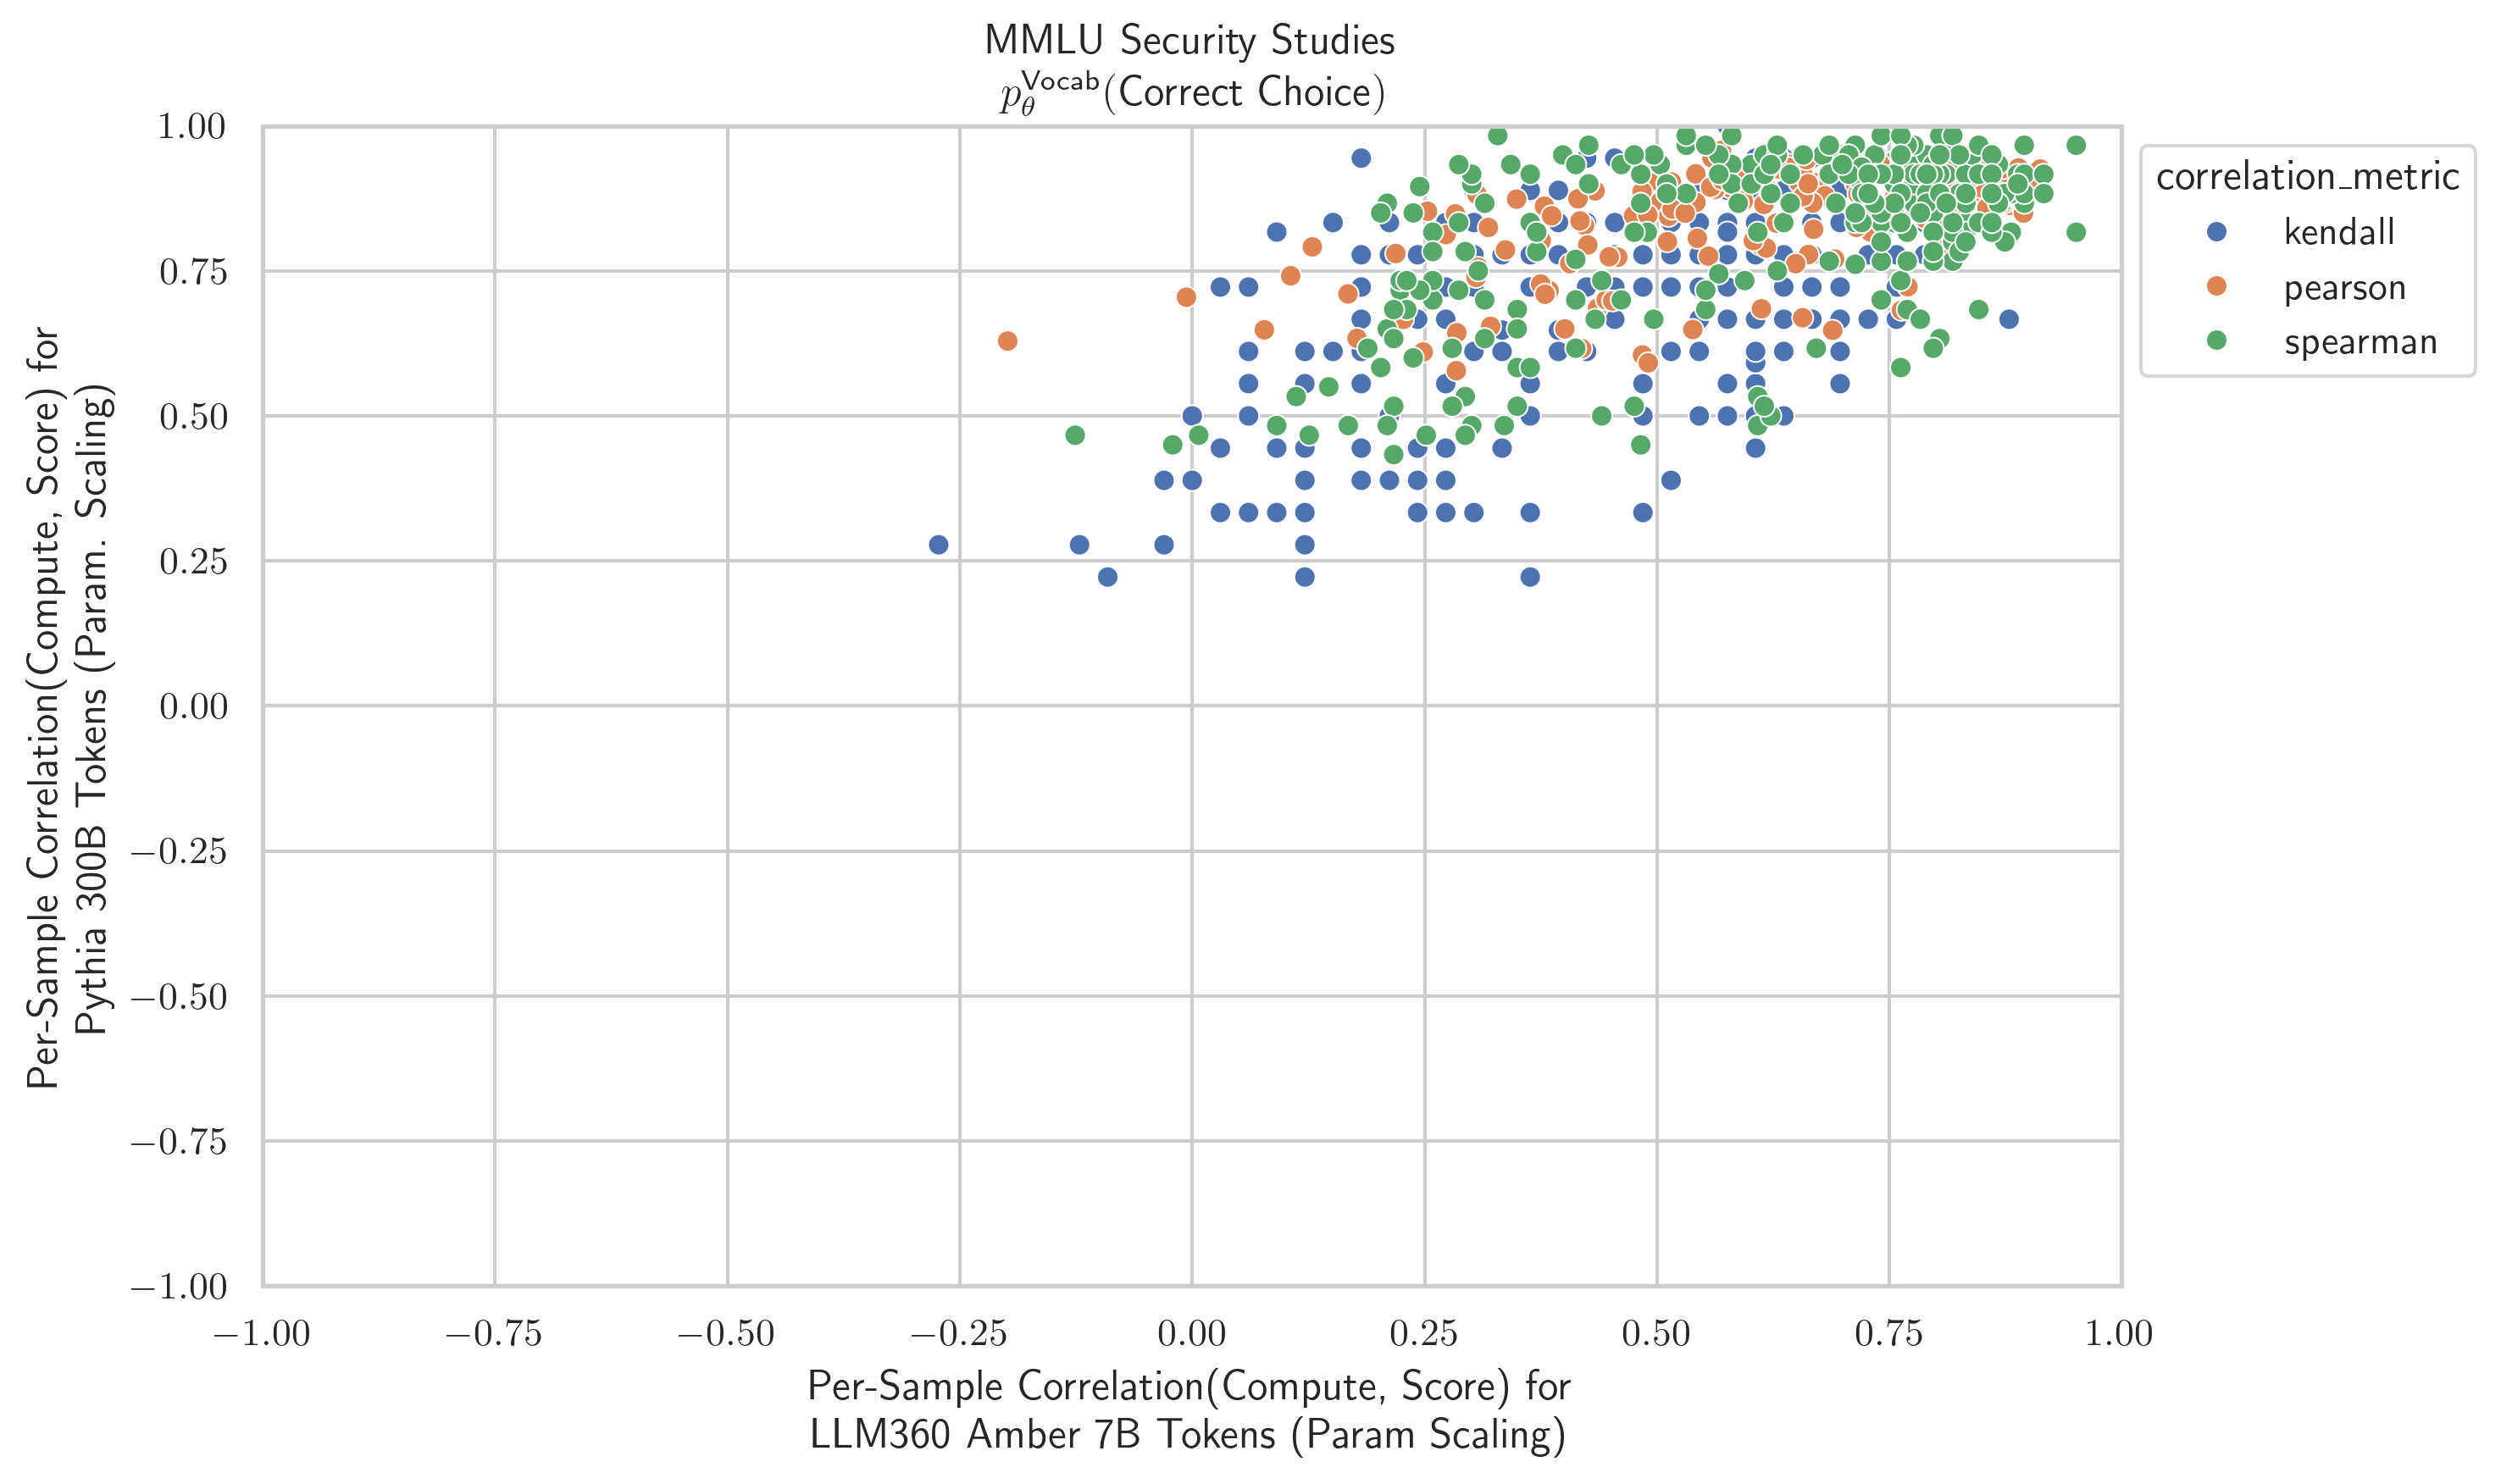 MMLU Security Studies
p_θ^Vocab(Correct Choice)
Per-Sample Correlation(Compute, Score) for
Pythia 300B Tokens (Param. Scaling)
1.00
0.75
0.50
0.25
0.00
−0.25
−0.50
−0.75
−1.00
−1.00
−0.75
−0.50
−0.25
0.00
0.25
0.50
0.75
1.00
Per-Sample Correlation(Compute, Score) for
LLM360 Amber 7B Tokens (Param Scaling)
correlation_metric
kendall
pearson
spearman